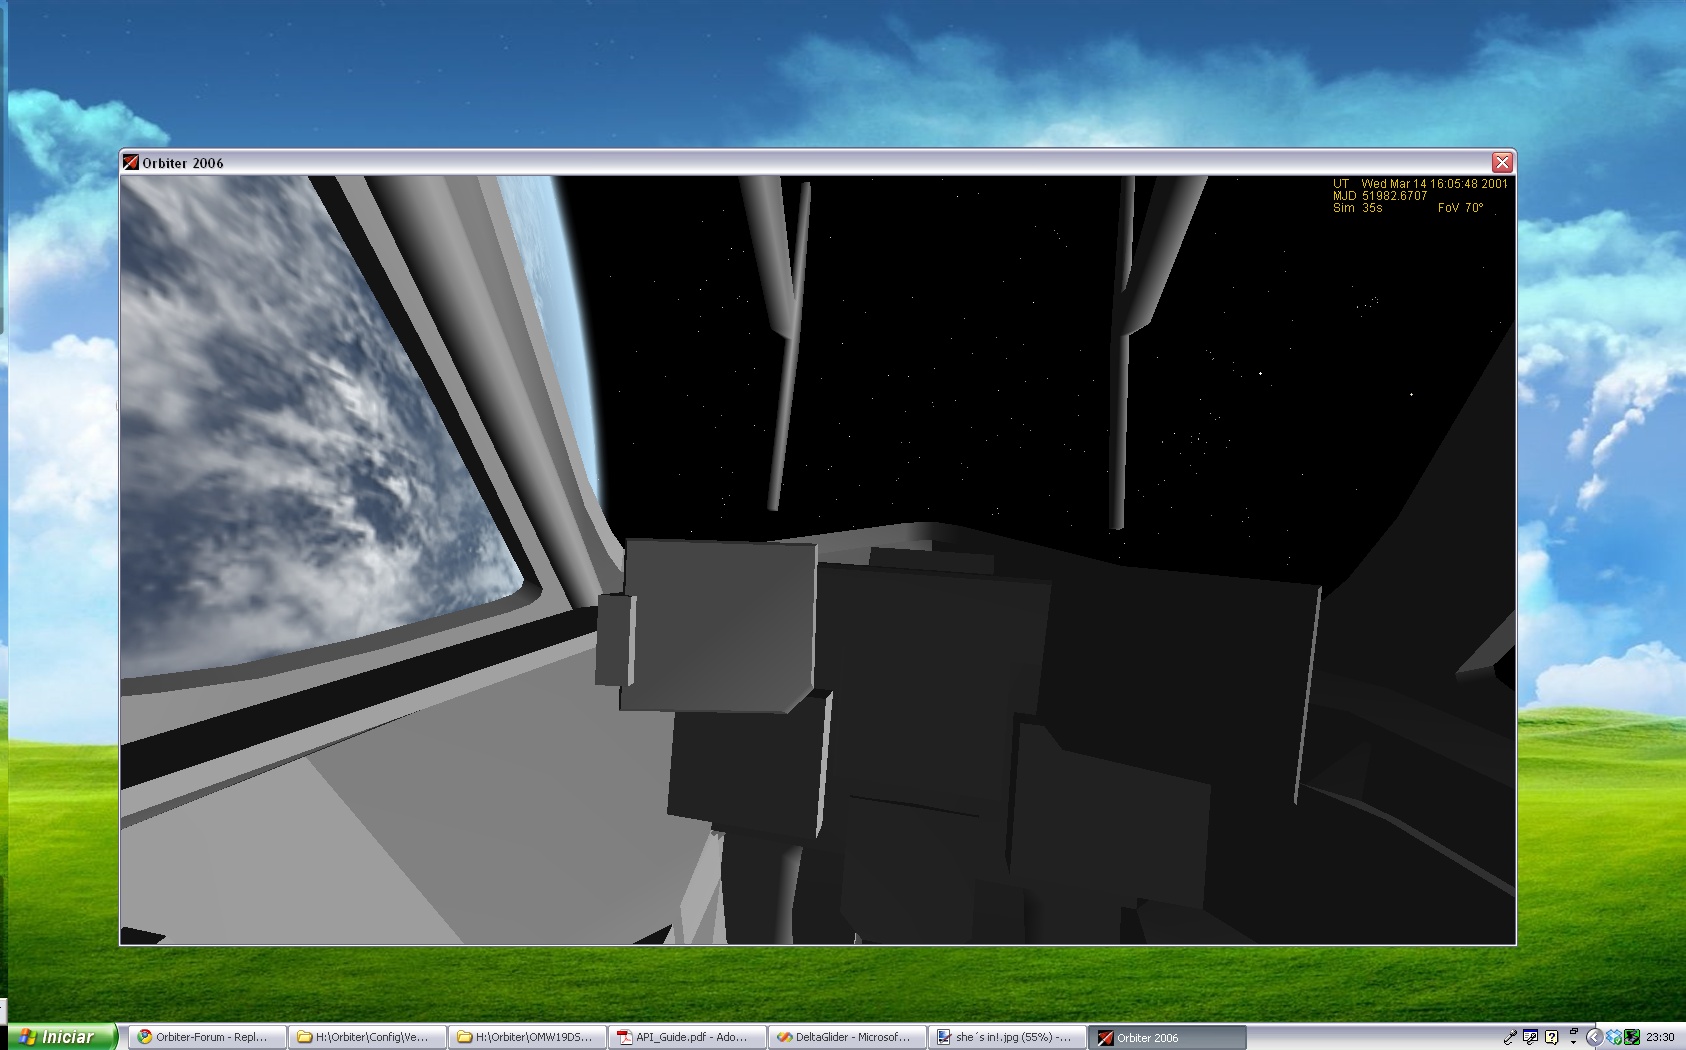 Orbiter 2006
UT Wed Mar 14 16:05:48 2001
MJD 51982.6707
Sim 35s FoV 70°
Iniciar
Orbiter-Forum - Repl...
H:\Orbiter\Config\Ve...
H:\Orbiter\OMW19DS...
API_Guide.pdf - Ado...
DeltaGlider - Microsof...
she´s in!.jpg (55%) -...
Orbiter 2006
23:30